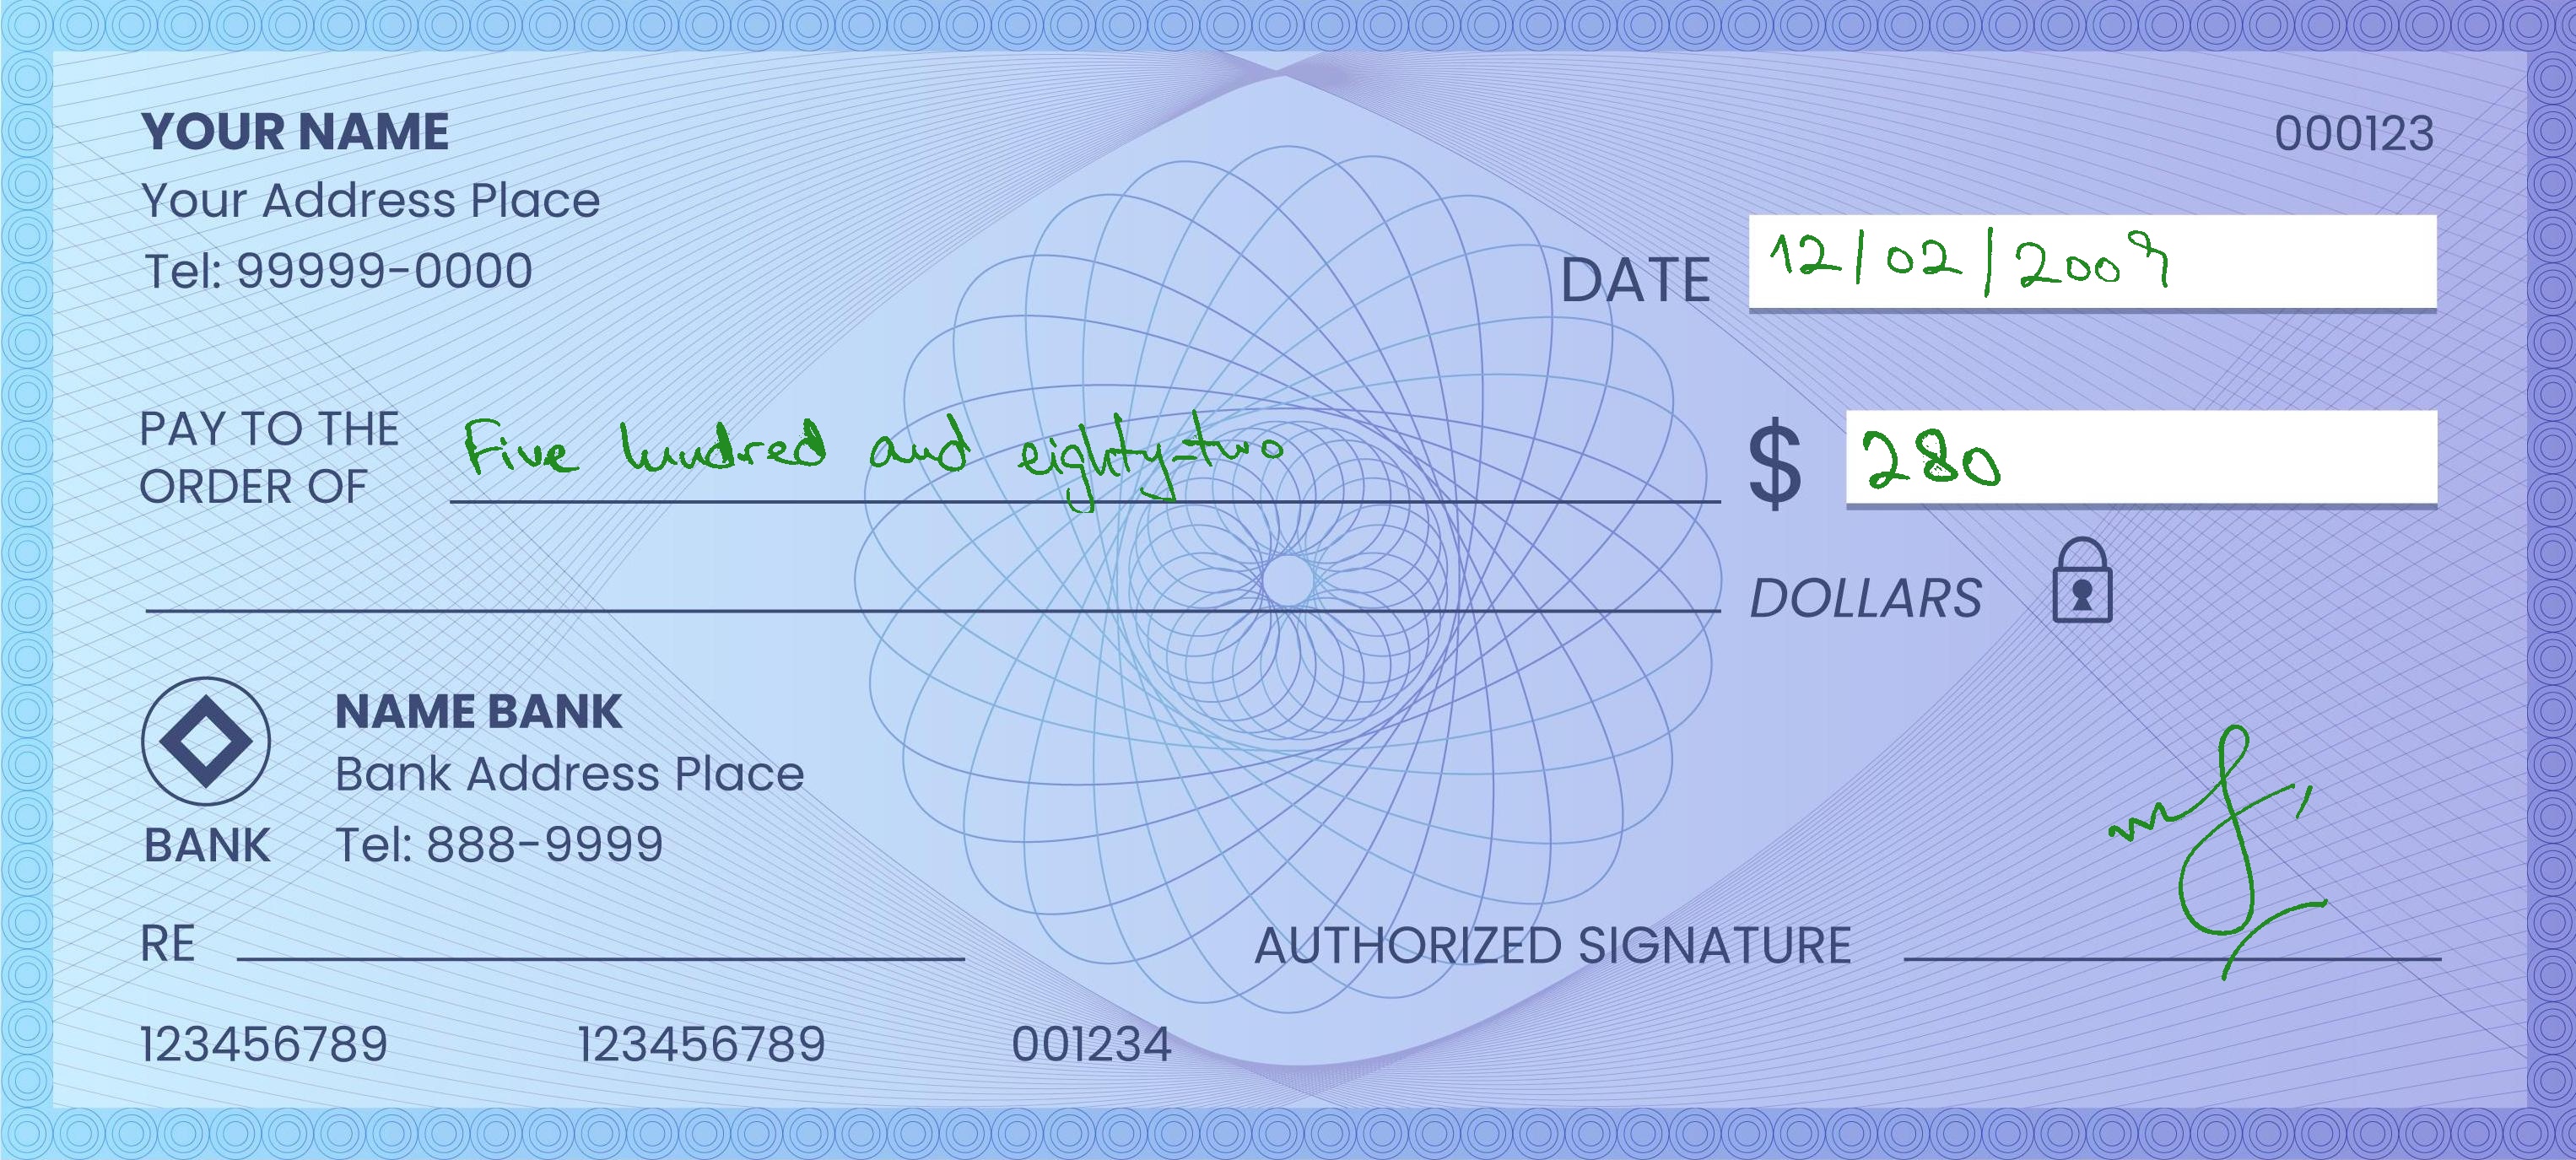 YOUR NAME
000123
Your Address Place
Tel: 99999-0000
DATE 12/02/2009
PAY TO THE
ORDER OF Five hundred and eighty-two $ 280
DOLLARS
NAME BANK
Bank Address Place
BANK Tel: 888-9999
RE AUTHORIZED SIGNATURE
123456789 123456789 001234